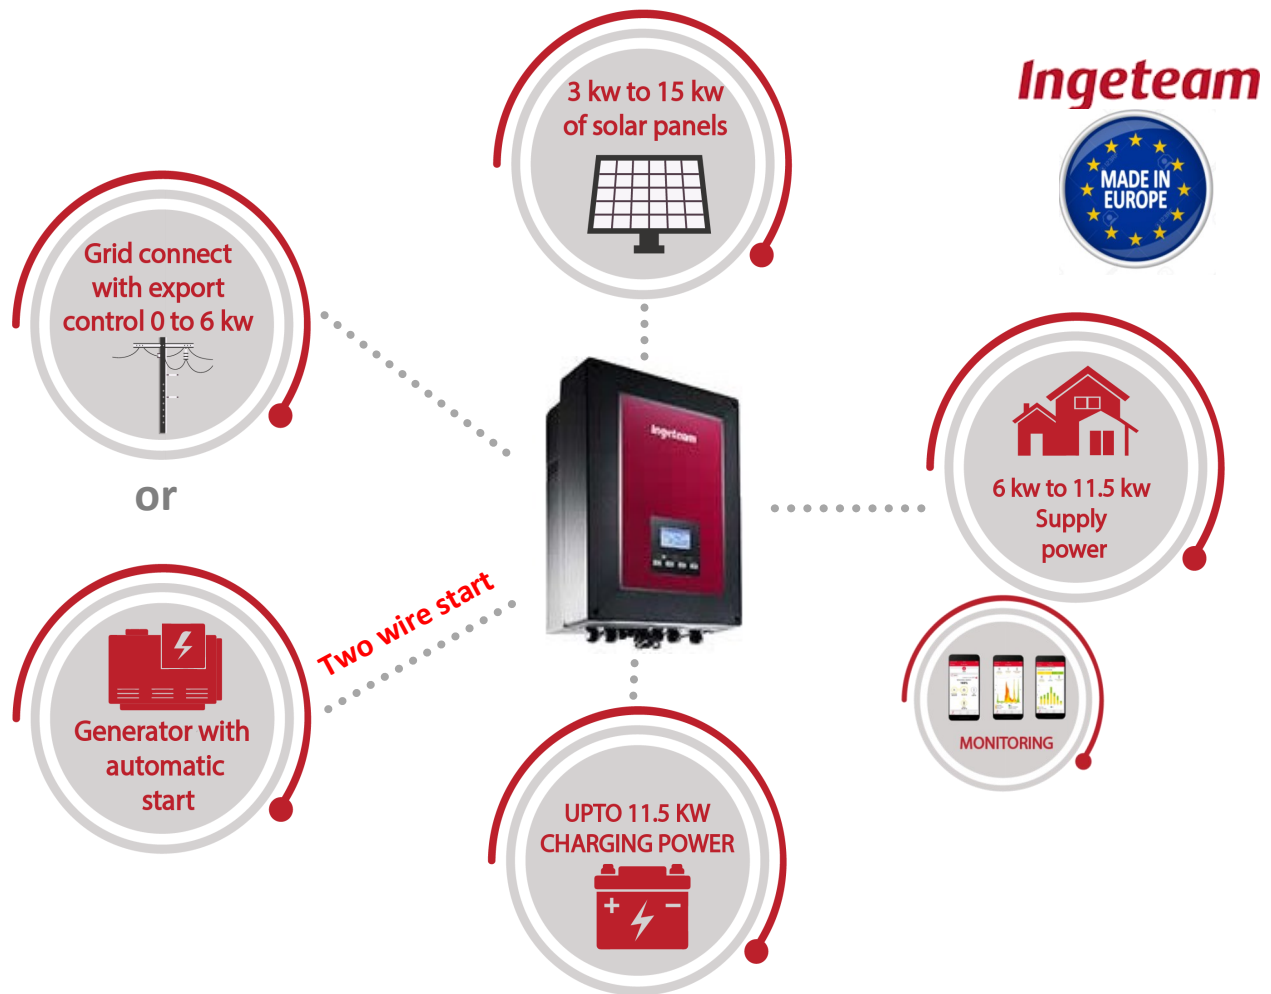 3 kw to 15 kw
of solar panels
Ingeteam
MADE IN
EUROPE
Grid connect
with export
control 0 to 6 kw
or
Ingeteam
6 kw to 11.5 kw
Supply
power
Two wire start
Generator with
automatic
start
MONITORING
UPTO 11.5 KW
CHARGING POWER
+ −